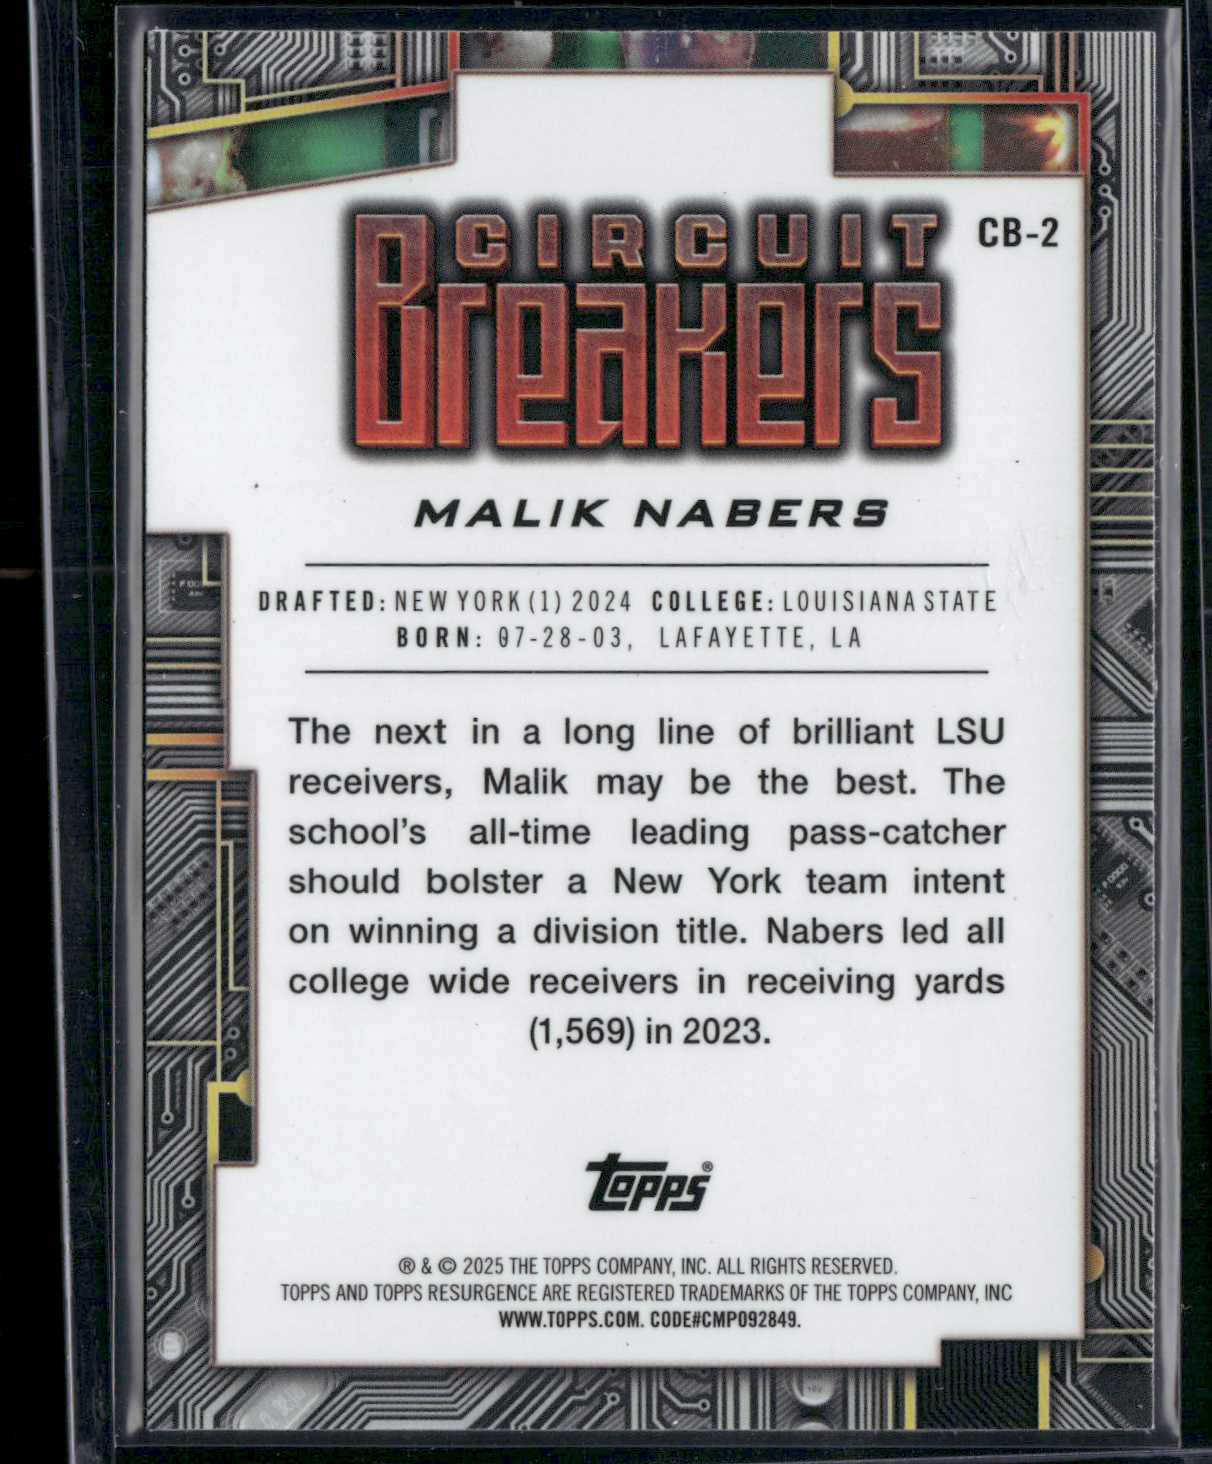 CIRCUIT
BreakerS
CB-2
MALIK NABERS
DRAFTED: NEW YORK (1) 2024 COLLEGE: LOUISIANA STATE
BORN: 07-28-03, LAFAYETTE, LA
The next in a long line of brilliant LSU
receivers, Malik may be the best. The
school's all-time leading pass-catcher
should bolster a New York team intent
on winning a division title. Nabers led all
college wide receivers in receiving yards
(1,569) in 2023.
topps®
® & © 2025 THE TOPPS COMPANY, INC. ALL RIGHTS RESERVED.
TOPPS AND TOPPS RESURGENCE ARE REGISTERED TRADEMARKS OF THE TOPPS COMPANY, INC
WWW.TOPPS.COM. CODE#CMP092849.